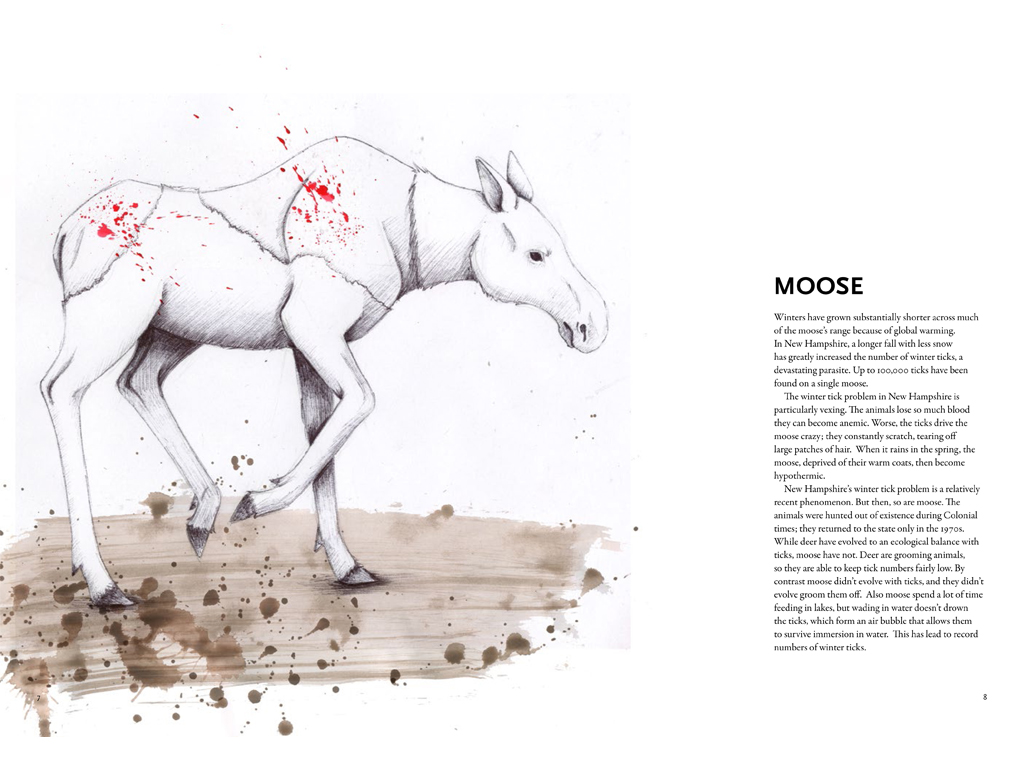 MOOSE
Winters have grown substantially shorter across much
of the moose's range because of global warming.
In New Hampshire, a longer fall with less snow
has greatly increased the number of winter ticks, a
devastating parasite. Up to 100,000 ticks have been
found on a single moose.
The winter tick problem in New Hampshire is
particularly vexing. The animals lose so much blood
they can become anemic. Worse, the ticks drive the
moose crazy; they constantly scratch, tearing off
large patches of hair. When it rains in the spring, the
moose, deprived of their warm coats, then become
hypothermic.
New Hampshire's winter tick problem is a relatively
recent phenomenon. But then, so are moose. The
animals were hunted out of existence during Colonial
times; they returned to the state only in the 1970s.
While deer have evolved to an ecological balance with
ticks, moose have not. Deer are grooming animals,
so they are able to keep tick numbers fairly low. By
contrast moose didn't evolve with ticks, and they didn't
evolve groom them off. Also moose spend a lot of time
feeding in lakes, but wading in water doesn't drown
the ticks, which form an air bubble that allows them
to survive immersion in water. This has lead to record
numbers of winter ticks.
7
8